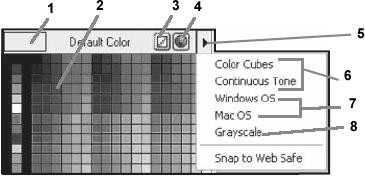 1 2 3 4
Default Color
5
Color Cubes
Continuous Tone
6
Windows OS
Mac OS
7
Grayscale
8
Snap to Web Safe